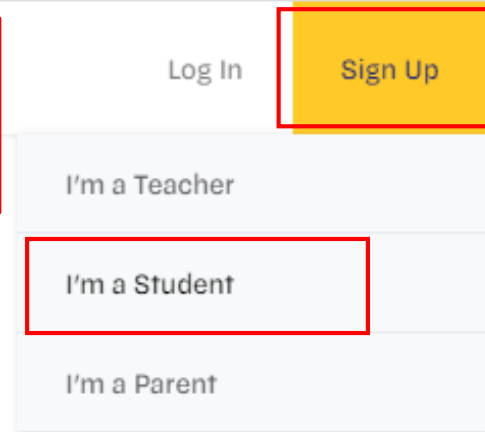 Log In Sign Up
I'm a Teacher
I'm a Student
I'm a Parent